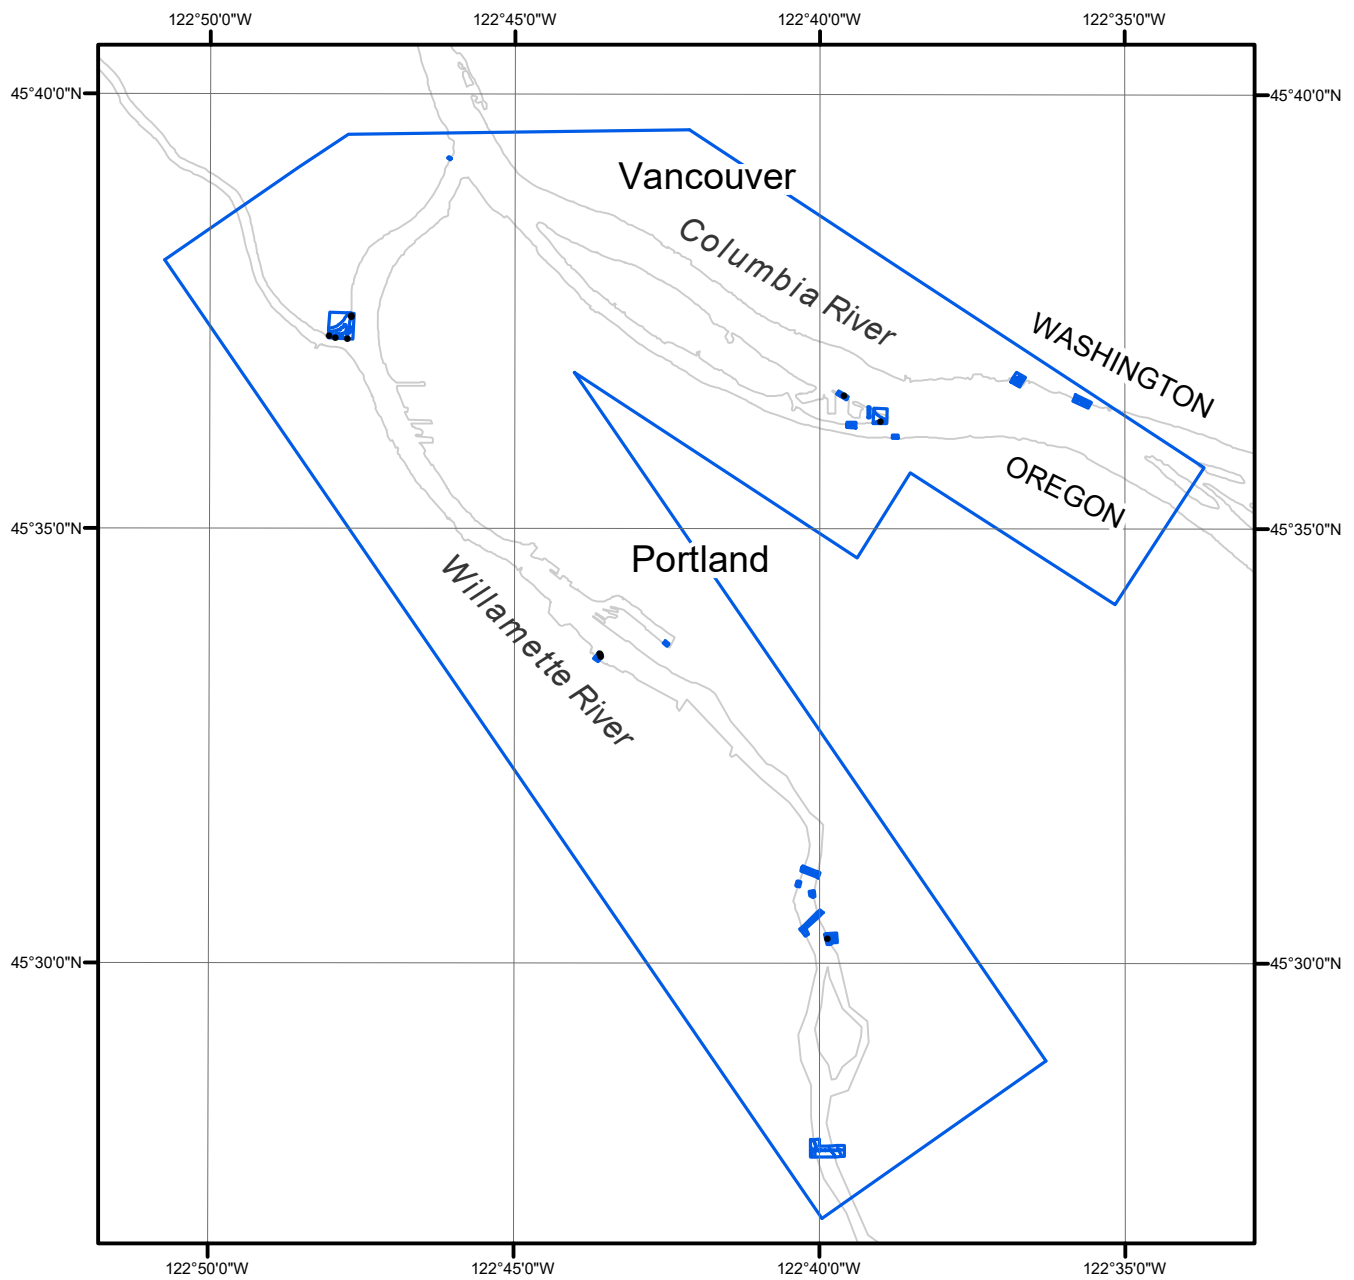 122°50'0"W 122°45'0"W 122°40'0"W 122°35'0"W
45°40'0"N 45°40'0"N
Vancouver
Columbia River
WASHINGTON
OREGON
45°35'0"N 45°35'0"N
Portland
Willamette River
45°30'0"N 45°30'0"N
122°50'0"W 122°45'0"W 122°40'0"W 122°35'0"W